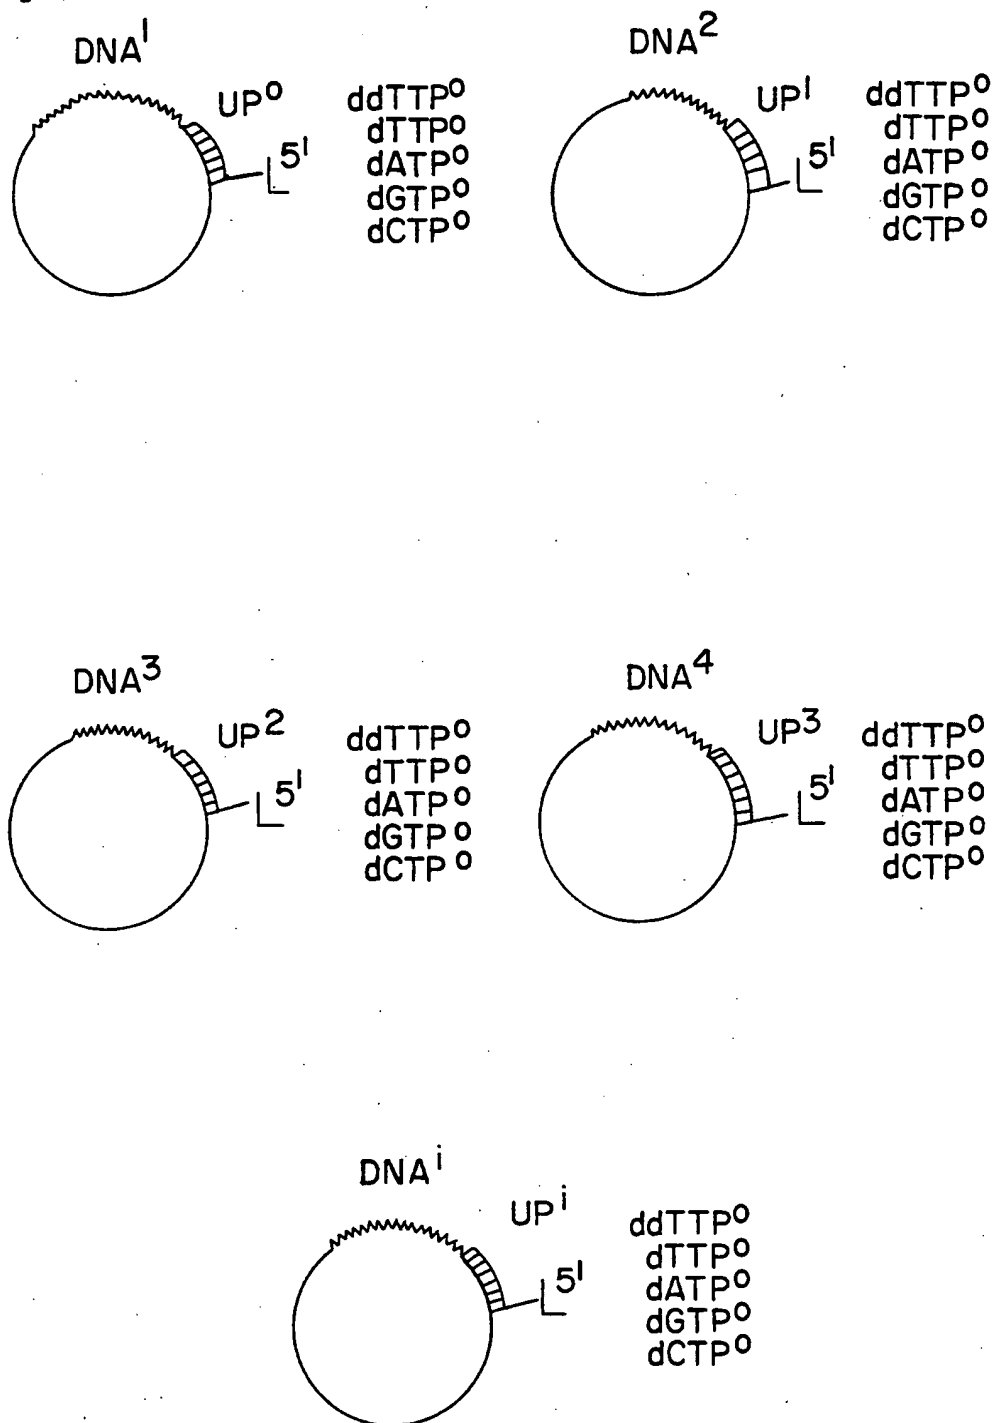 DNA¹
UP⁰
5'
L
ddTTP⁰
dTTP⁰
dATP⁰
dGTP⁰
dCTP⁰
DNA²
UP¹
5'
L
ddTTP⁰
dTTP⁰
dATP⁰
dGTP⁰
dCTP⁰
DNA³
UP²
5'
L
ddTTP⁰
dTTP⁰
dATP⁰
dGTP⁰
dCTP⁰
DNA⁴
UP³
5'
L
ddTTP⁰
dTTP⁰
dATP⁰
dGTP⁰
dCTP⁰
DNAⁱ
UPⁱ
5'
L
ddTTP⁰
dTTP⁰
dATP⁰
dGTP⁰
dCTP⁰